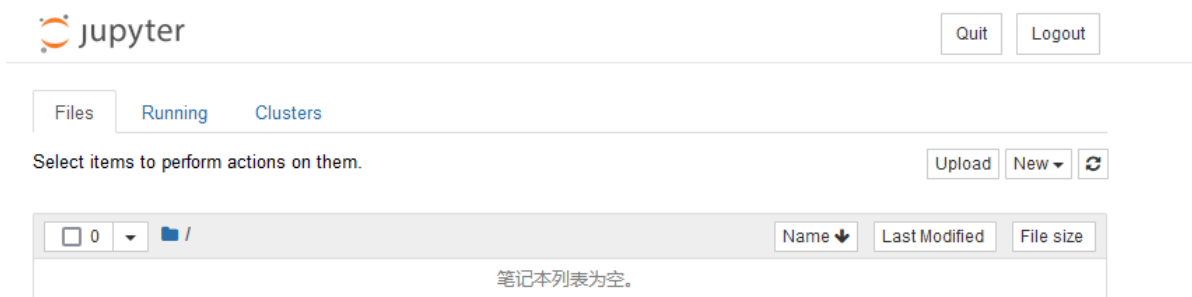 jupyter Quit Logout
Files Running Clusters
Select items to perform actions on them. Upload New
0 / Name Last Modified File size
笔记本列表为空。